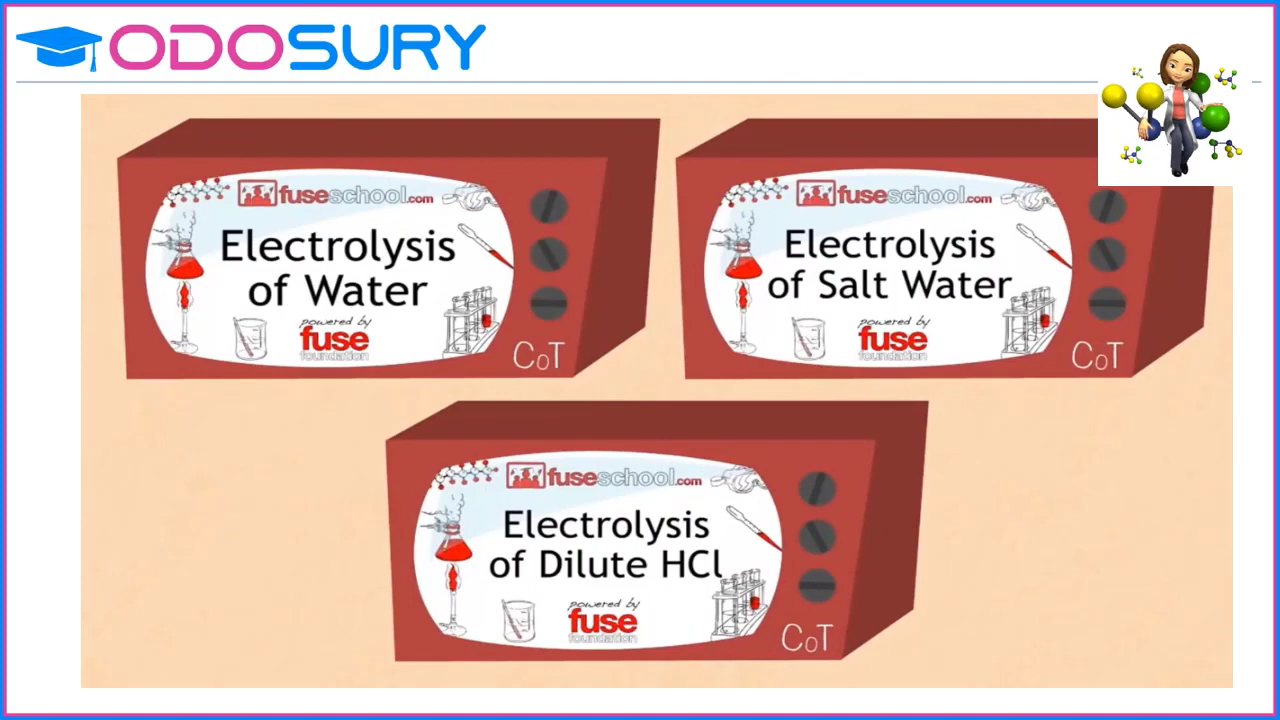 ODOSURY
fuseschool.com
Electrolysis
of Water
powered by
fuse
foundation
CoT
fuseschool.com
Electrolysis
of Salt Water
powered by
fuse
foundation
CoT
fuseschool.com
Electrolysis
of Dilute HCl
powered by
fuse
foundation
CoT